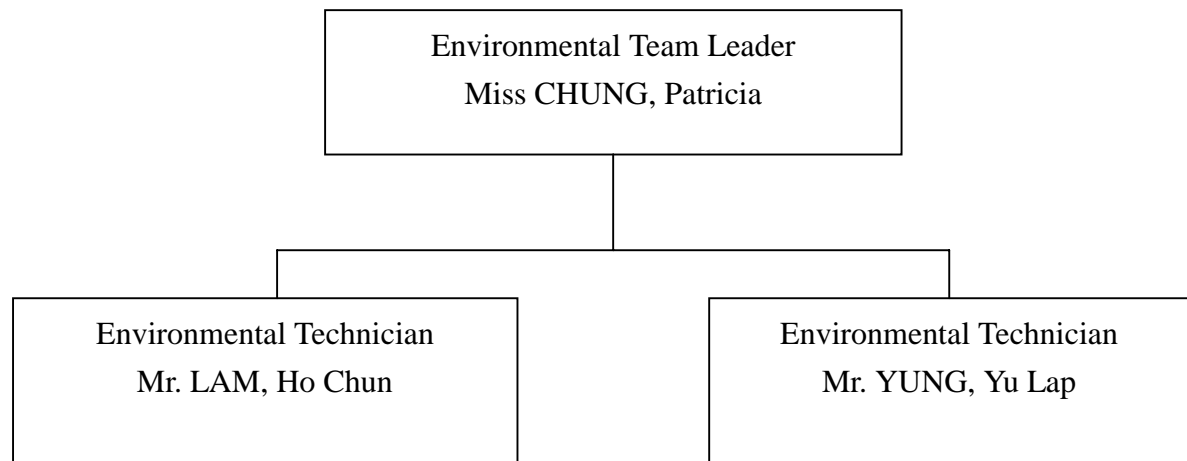 Environmental Team Leader
Miss CHUNG, Patricia
Environmental Technician
Mr. LAM, Ho Chun
Environmental Technician
Mr. YUNG, Yu Lap